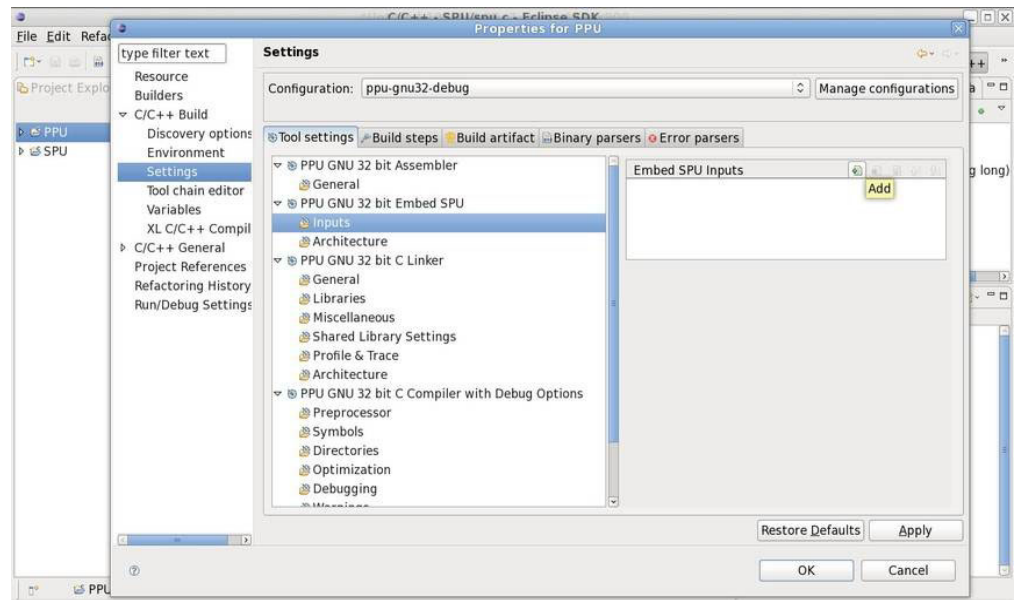 C/C++ - SPU/spu.c - Eclipse SDK
Properties for PPU
File Edit Refa
type filter text
Settings
Resource
Builders
C/C++ Build
Discovery options
Environment
Settings
Tool chain editor
Variables
XL C/C++ Compil
C/C++ General
Project References
Refactoring History
Run/Debug Settings
Project Explo
PPU
SPU
Configuration: ppu-gnu32-debug Manage configurations
Tool settings Build steps Build artifact Binary parsers Error parsers
PPU GNU 32 bit Assembler
General
PPU GNU 32 bit Embed SPU
Inputs
Architecture
PPU GNU 32 bit C Linker
General
Libraries
Miscellaneous
Shared Library Settings
Profile & Trace
Architecture
PPU GNU 32 bit C Compiler with Debug Options
Preprocessor
Symbols
Directories
Optimization
Debugging
Warnings
Embed SPU Inputs
Add
++
g long)
Restore Defaults Apply
OK Cancel
PPU